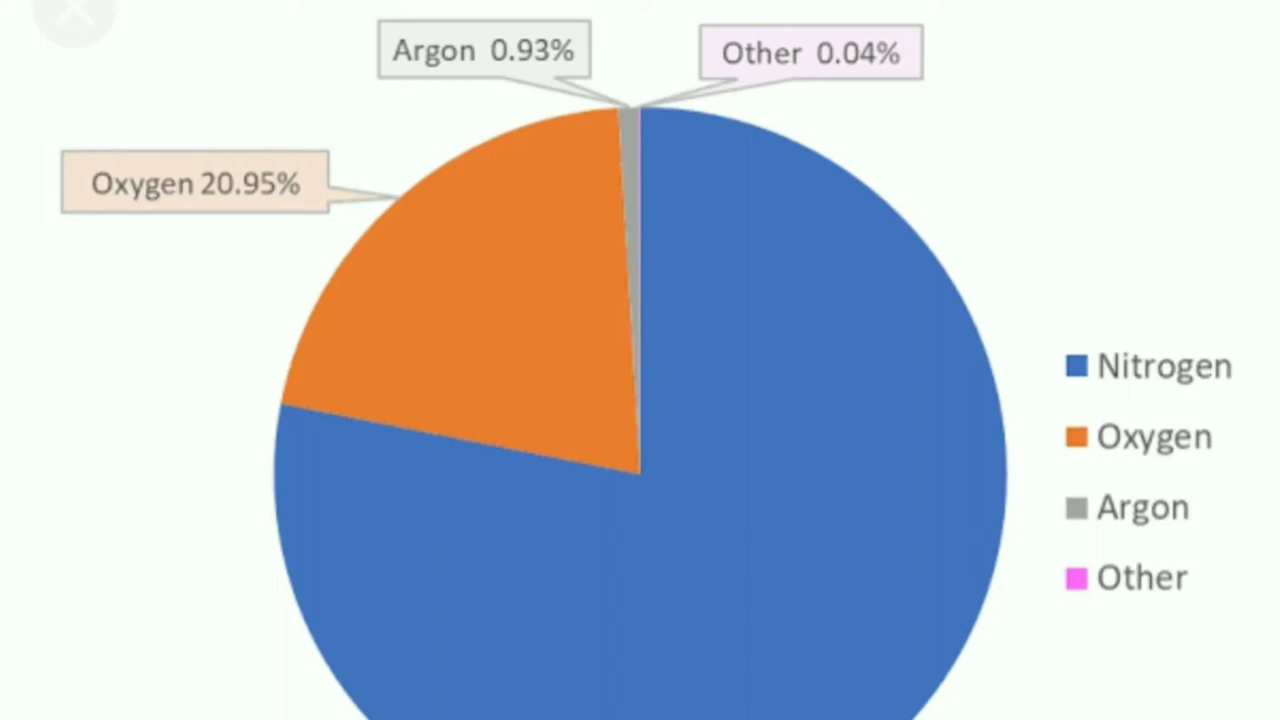 Argon 0.93%
Other 0.04%
Oxygen 20.95%
Nitrogen
Oxygen
Argon
Other